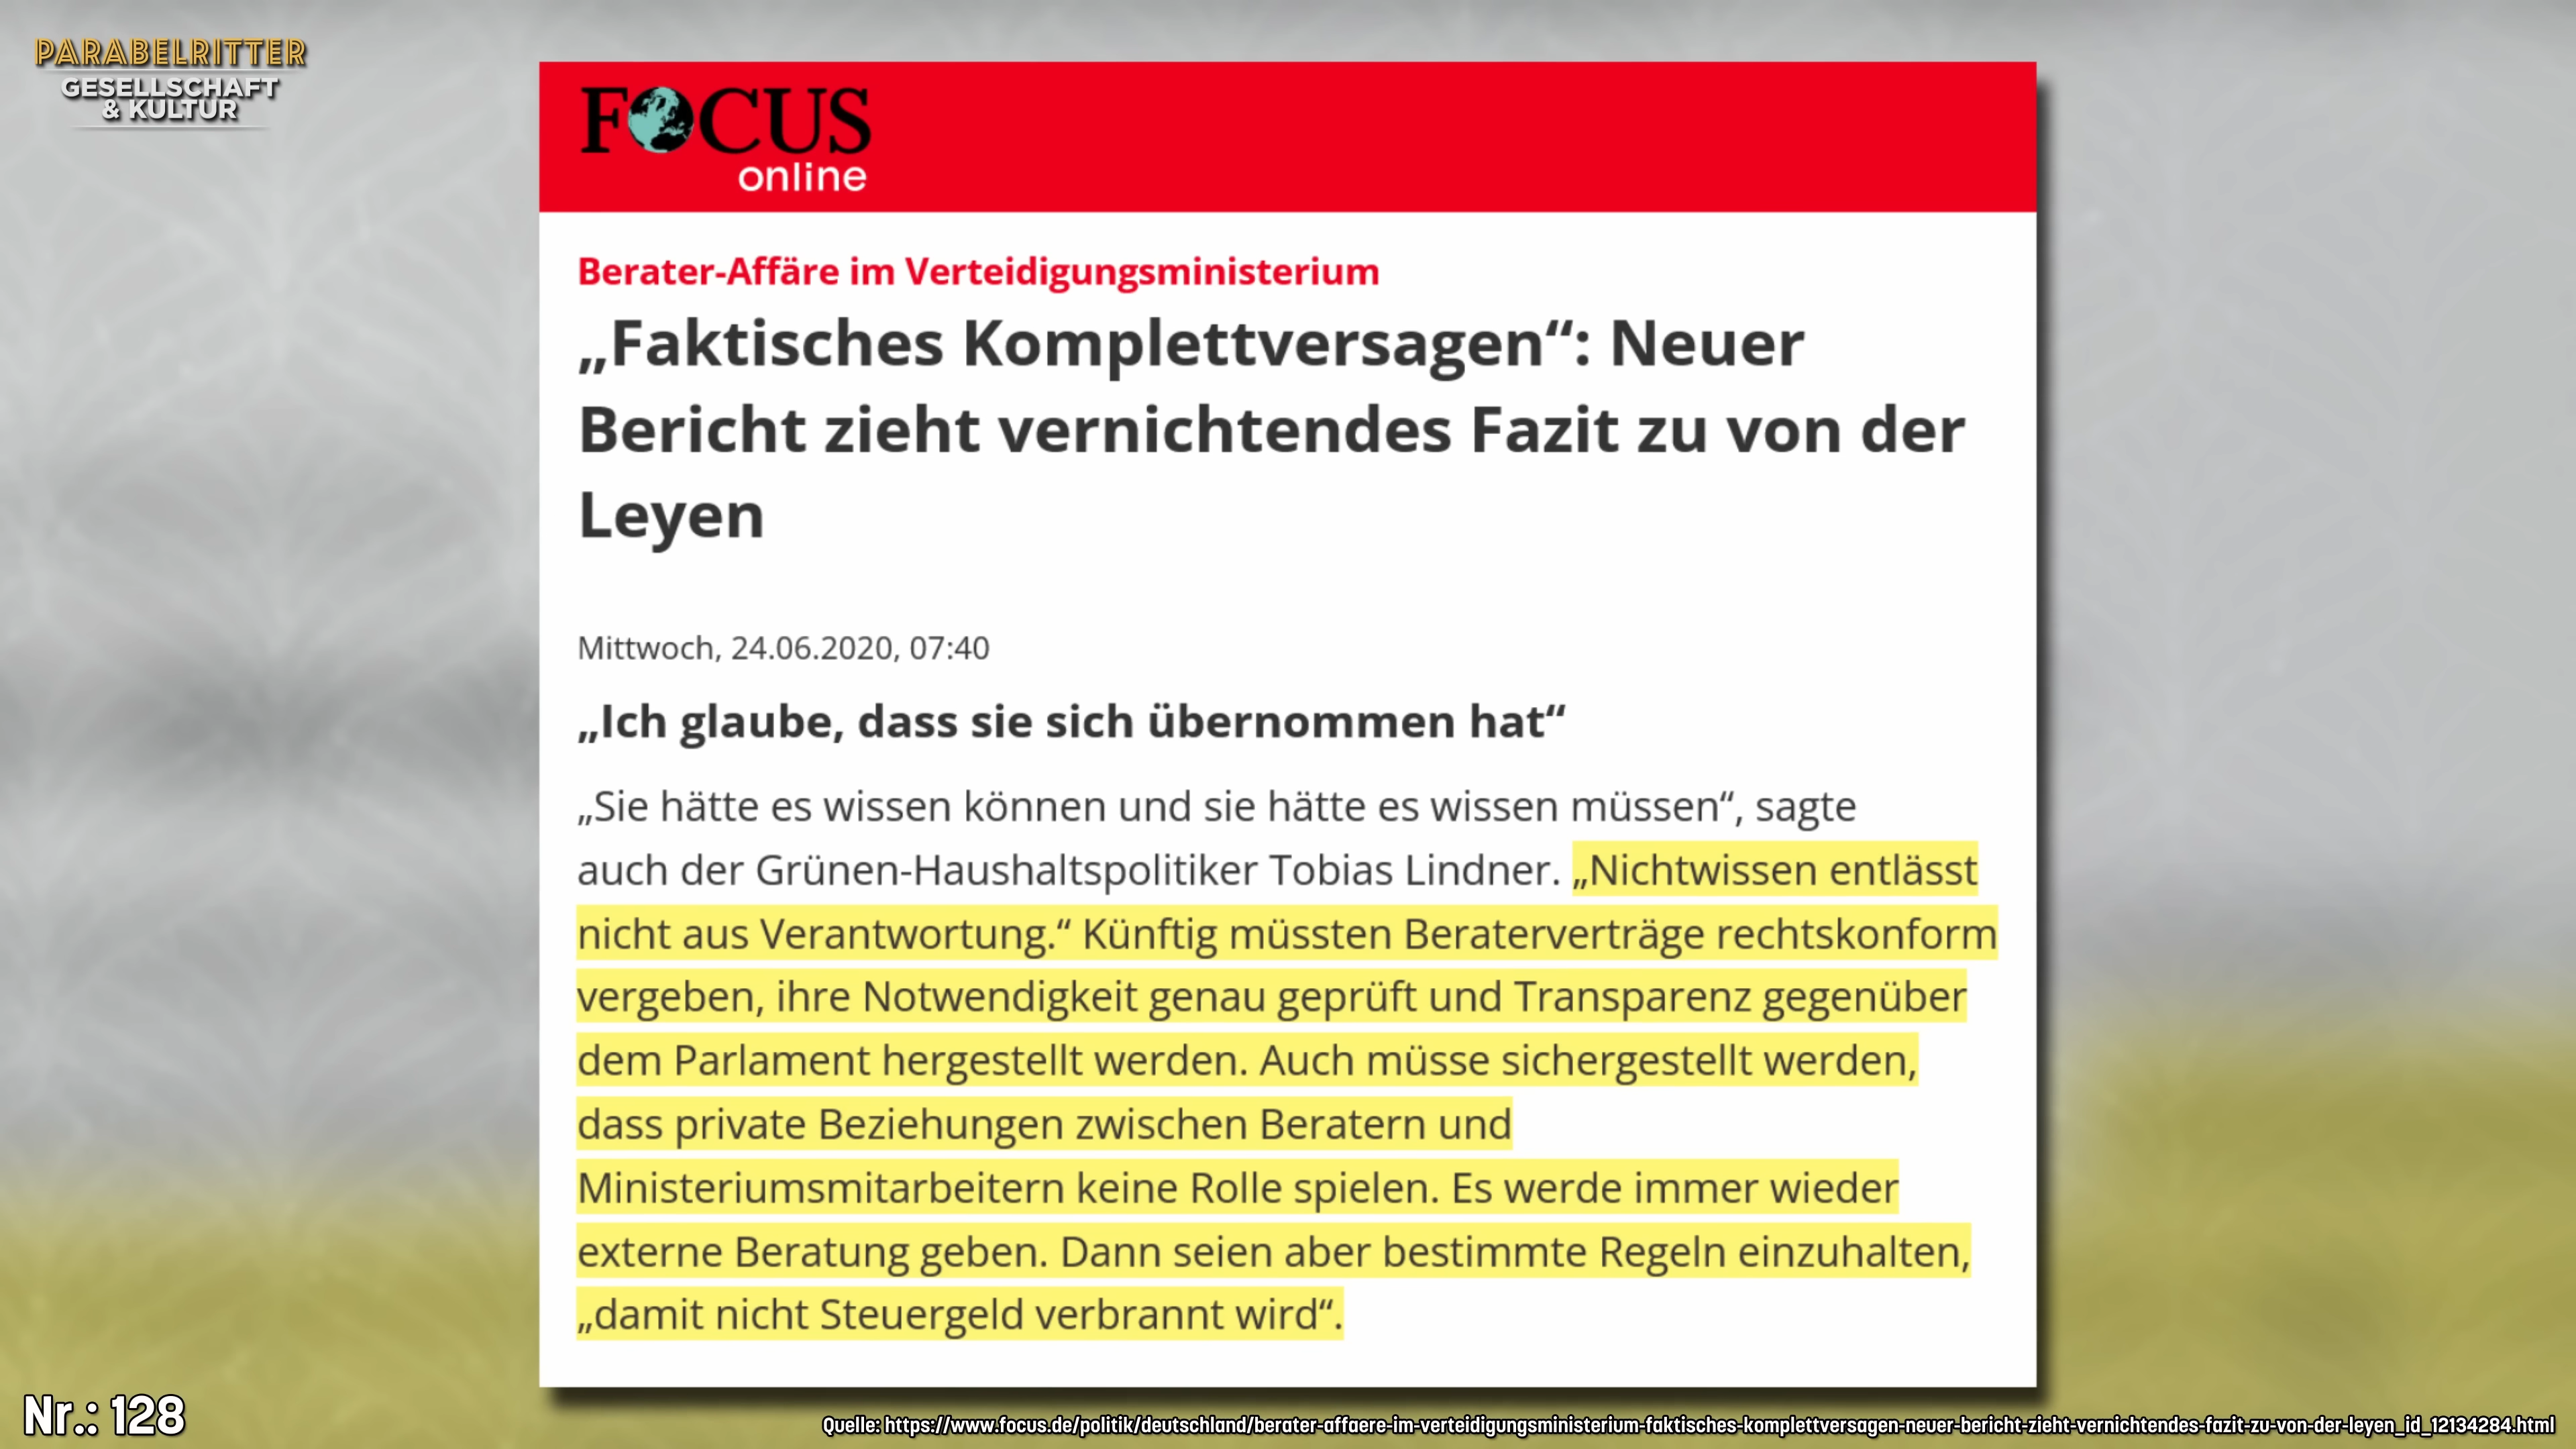 PARABELRITTER
GESELLSCHAFT
& KULTUR
FOCUS
online
Berater-Affäre im Verteidigungsministerium
„Faktisches Komplettversagen“: Neuer
Bericht zieht vernichtendes Fazit zu von der
Leyen
Mittwoch, 24.06.2020, 07:40
„Ich glaube, dass sie sich übernommen hat“
„Sie hätte es wissen können und sie hätte es wissen müssen“, sagte
auch der Grünen-Haushaltspolitiker Tobias Lindner. „Nichtwissen entlässt
nicht aus Verantwortung.“ Künftig müssten Beraterverträge rechtskonform
vergeben, ihre Notwendigkeit genau geprüft und Transparenz gegenüber
dem Parlament hergestellt werden. Auch müsse sichergestellt werden,
dass private Beziehungen zwischen Beratern und
Ministeriumsmitarbeitern keine Rolle spielen. Es werde immer wieder
externe Beratung geben. Dann seien aber bestimmte Regeln einzuhalten,
„damit nicht Steuergeld verbrannt wird“.
Nr.: 128
Quelle: https://www.focus.de/politik/deutschland/berater-affaere-im-verteidigungsministerium-faktisches-komplettversagen-neuer-bericht-zieht-vernichtendes-fazit-zu-von-der-leyen_id_12134284.html